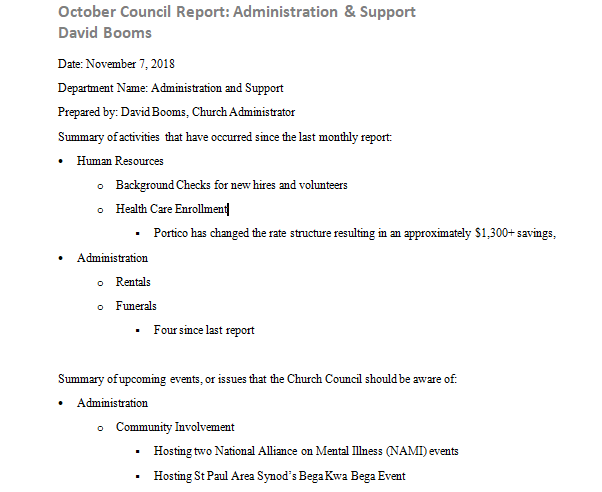 October Council Report: Administration & Support
David Booms
Date: November 7, 2018
Department Name: Administration and Support
Prepared by: David Booms, Church Administrator
Summary of activities that have occurred since the last monthly report:
• Human Resources
o Background Checks for new hires and volunteers
o Health Care Enrollment
▪ Portico has changed the rate structure resulting in an approximately $1,300+ savings,
• Administration
o Rentals
o Funerals
▪ Four since last report
Summary of upcoming events, or issues that the Church Council should be aware of:
• Administration
o Community Involvement
▪ Hosting two National Alliance on Mental Illness (NAMI) events
▪ Hosting St Paul Area Synod's Bega Kwa Bega Event